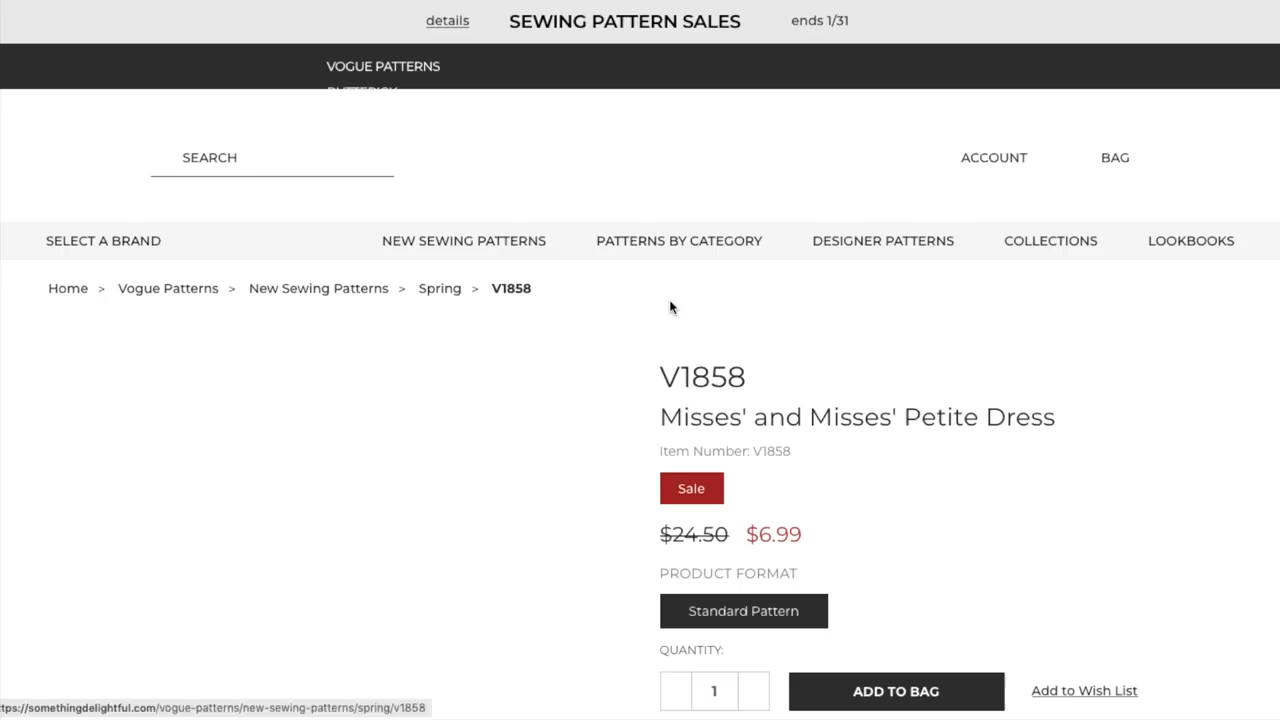 details SEWING PATTERN SALES ends 1/31
VOGUE PATTERNS
BUTTERICK
SEARCH ACCOUNT BAG
SELECT A BRAND NEW SEWING PATTERNS PATTERNS BY CATEGORY DESIGNER PATTERNS COLLECTIONS LOOKBOOKS
Home > Vogue Patterns > New Sewing Patterns > Spring > V1858
V1858
Misses' and Misses' Petite Dress
Item Number: V1858
Sale
$24.50 $6.99
PRODUCT FORMAT
Standard Pattern
QUANTITY:
1 ADD TO BAG Add to Wish List
ttps://somethingdelightful.com/vogue-patterns/new-sewing-patterns/spring/v1858